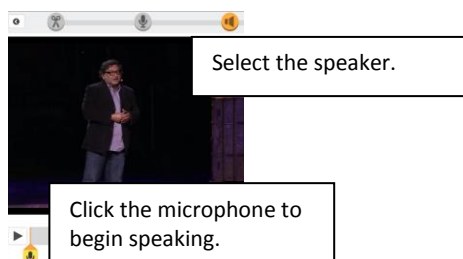 Select the speaker.
Click the microphone to
begin speaking.